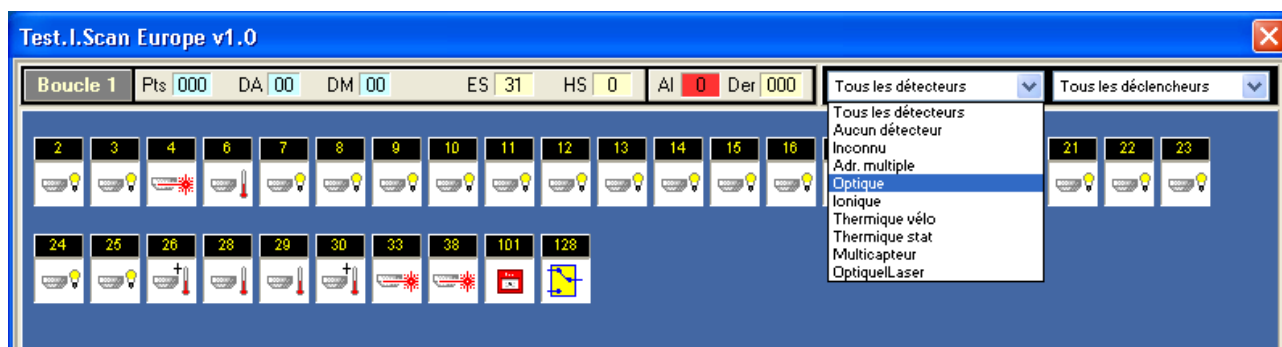 Test.I.Scan Europe v1.0
Boucle 1 Pts 000 DA 00 DM 00 ES 31 HS 0 Al 0 Der 000 Tous les détecteurs Tous les déclencheurs
Tous les détecteurs
Aucun détecteur
Inconnu
Adr. multiple
Optique
Ionique
Thermique vélo
Thermique stat
Multicapteur
OptiquelLaser
2 3 4 6 7 8 9 10 11 12 13 14 15 16 21 22 23
24 25 26 28 29 30 33 38 101 128